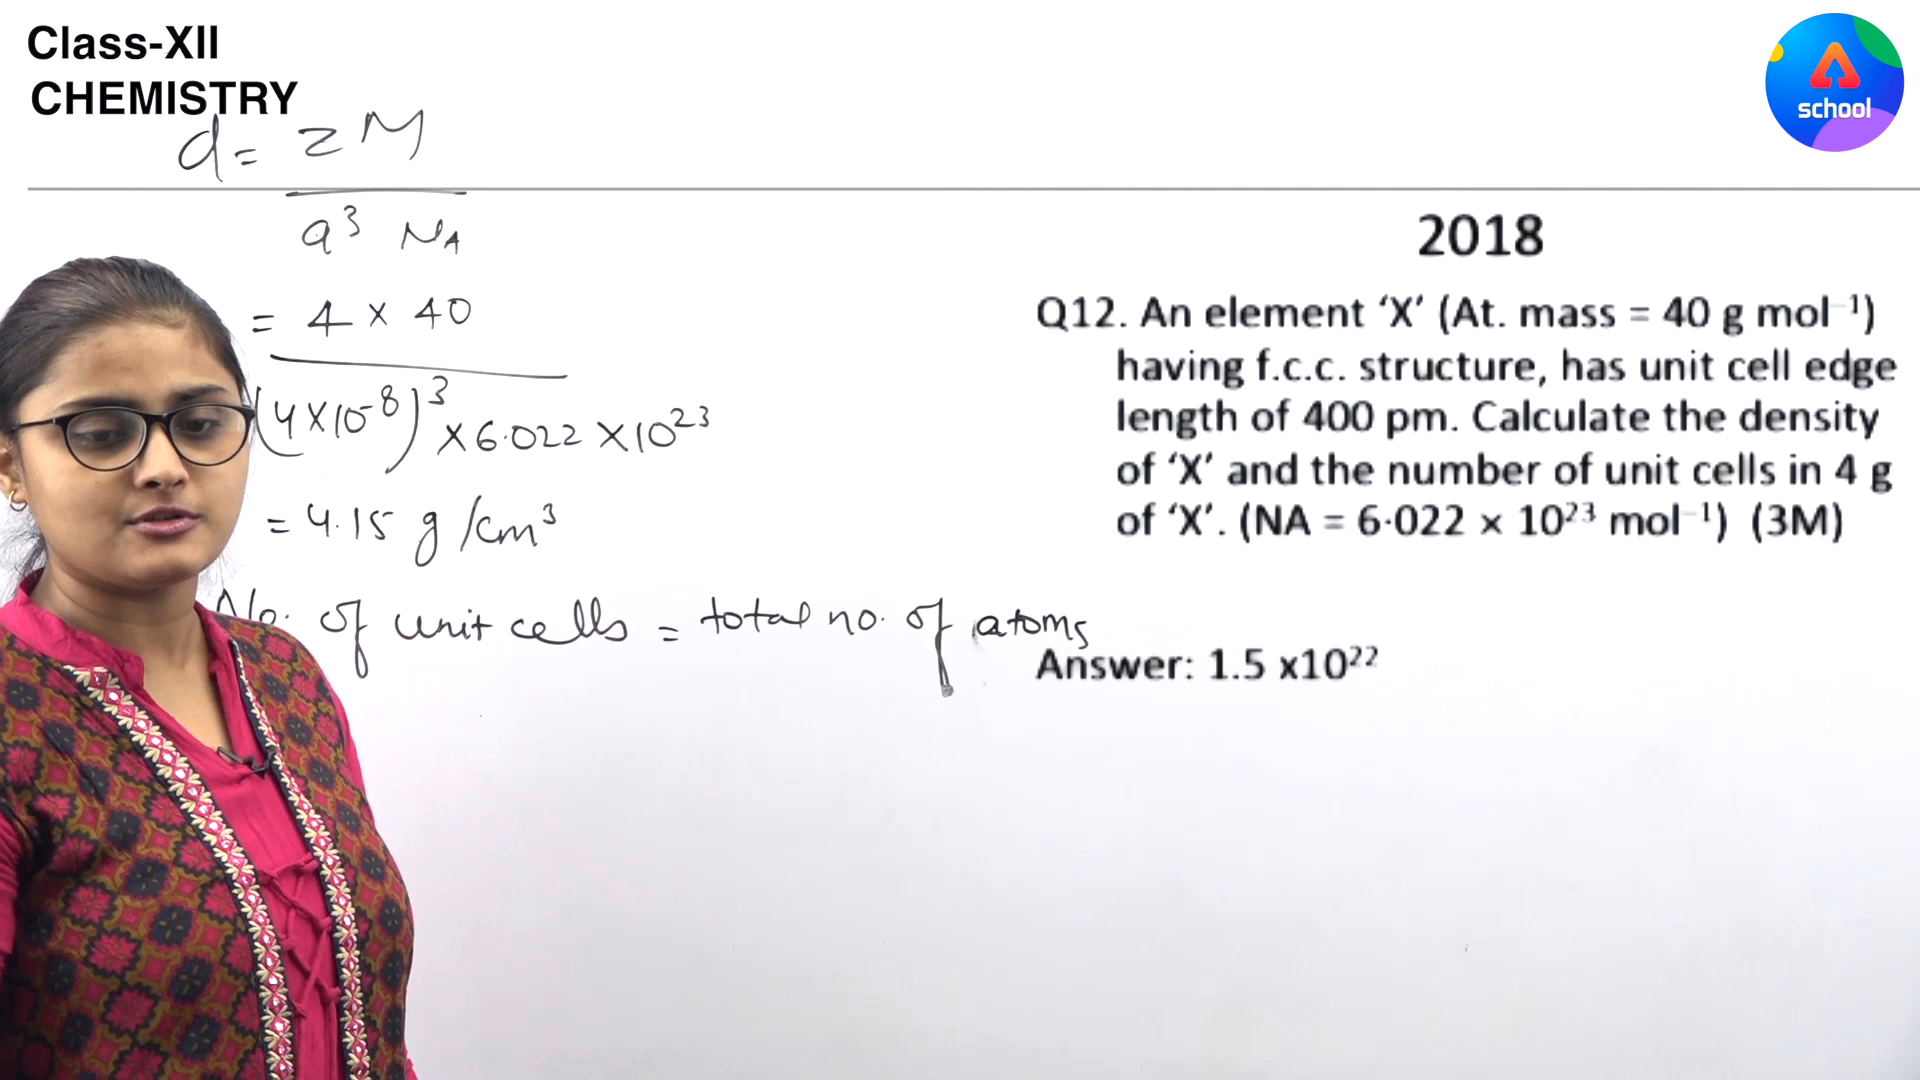 Class-XII
CHEMISTRY
school
d = zM
a³ NA
= 4 × 40
(4×10⁻⁸)³ × 6.022 × 10²³
= 4.15 g/cm³
No. of unit cells = total no. of atoms
2018
Q12. An element ‘X’ (At. mass = 40 g mol⁻¹)
having f.c.c. structure, has unit cell edge
length of 400 pm. Calculate the density
of ‘X’ and the number of unit cells in 4 g
of ‘X’. (NA = 6·022 × 10²³ mol⁻¹) (3M)
Answer: 1.5 x10²²